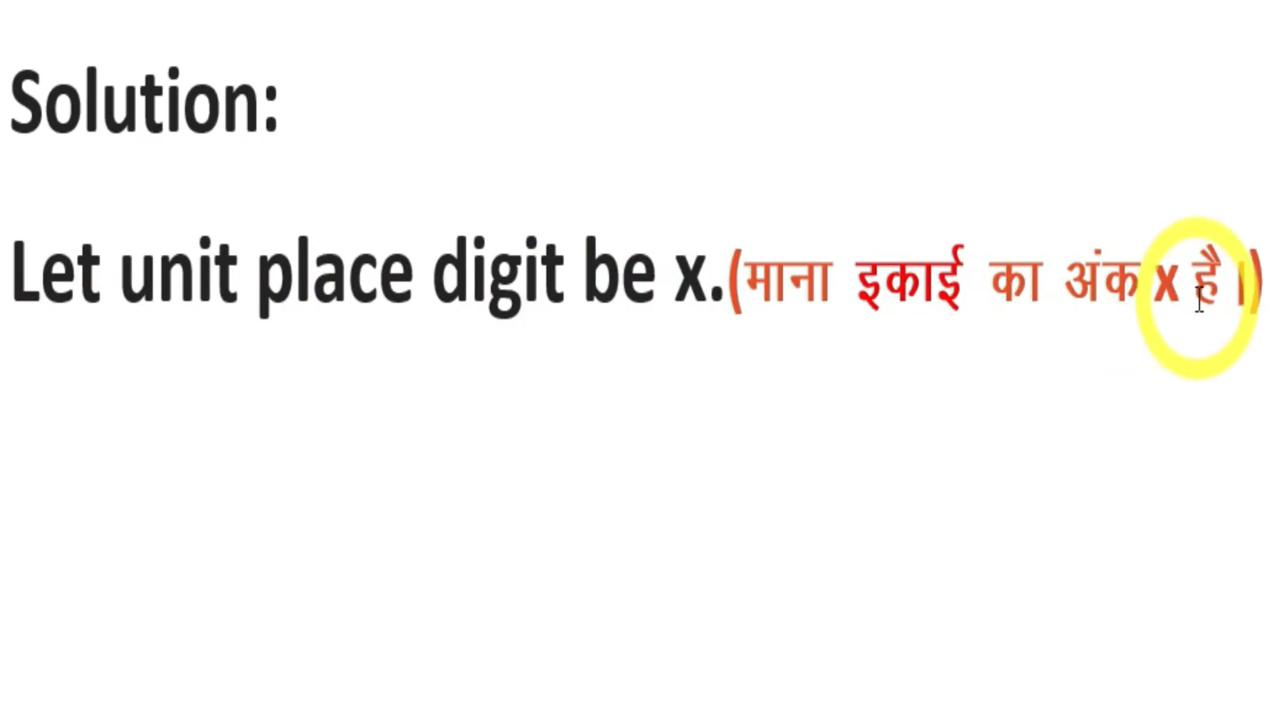 Solution:
Let unit place digit be x.(माना इकाई का अंक x है।)